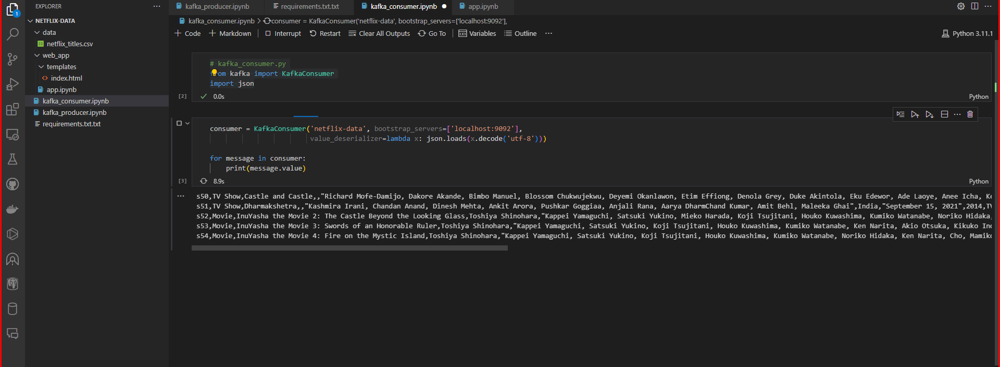 EXPLORER
NETFLIX-DATA
data
netflix_titles.csv
web_app
templates
index.html
app.ipynb
kafka_consumer.ipynb
kafka_producer.ipynb
requirements.txt.txt
1
kafka_producer.ipynb requirements.txt.txt kafka_consumer.ipynb app.ipynb
kafka_consumer.ipynb > consumer = KafkaConsumer('netflix-data', bootstrap_servers=['localhost:9092'],
+ Code + Markdown | Interrupt Restart Clear All Outputs Go To | Variables Outline ... Python 3.11.1
# kafka_consumer.py
from kafka import KafkaConsumer
import json
[2] 0.0s Python
consumer = KafkaConsumer('netflix-data', bootstrap_servers=['localhost:9092'],
value_deserializer=lambda x: json.loads(x.decode('utf-8')))
for message in consumer:
print(message.value)
[3] 8.9s Python
s50,TV Show,Castle and Castle,,"Richard Mofe-Damijo, Dakore Akande, Bimbo Manuel, Blossom Chukwujekwu, Deyemi Okanlawon, Etim Effiong, Denola Grey, Duke Akintola, Eku Edewor, Ade Laoye, Anee Icha, Ke
s51,TV Show,Dharmakshetra,,"Kashmira Irani, Chandan Anand, Dinesh Mehta, Ankit Arora, Pushkar Goggiaa, Anjali Rana, Aarya DharmChand Kumar, Amit Behl, Maleeka Ghai",India,"September 15, 2021",2014,TV
s52,Movie,InuYasha the Movie 2: The Castle Beyond the Looking Glass,Toshiya Shinohara,"Kappei Yamaguchi, Satsuki Yukino, Mieko Harada, Koji Tsujitani, Houko Kuwashima, Kumiko Watanabe, Noriko Hidaka
s53,Movie,InuYasha the Movie 3: Swords of an Honorable Ruler,Toshiya Shinohara,"Kappei Yamaguchi, Satsuki Yukino, Koji Tsujitani, Houko Kuwashima, Kumiko Watanabe, Ken Narita, Akio Otsuka, Kikuko Ino
s54,Movie,InuYasha the Movie 4: Fire on the Mystic Island,Toshiya Shinohara,"Kappei Yamaguchi, Satsuki Yukino, Koji Tsujitani, Houko Kuwashima, Kumiko Watanabe, Noriko Hidaka, Ken Narita, Cho, Mamiko